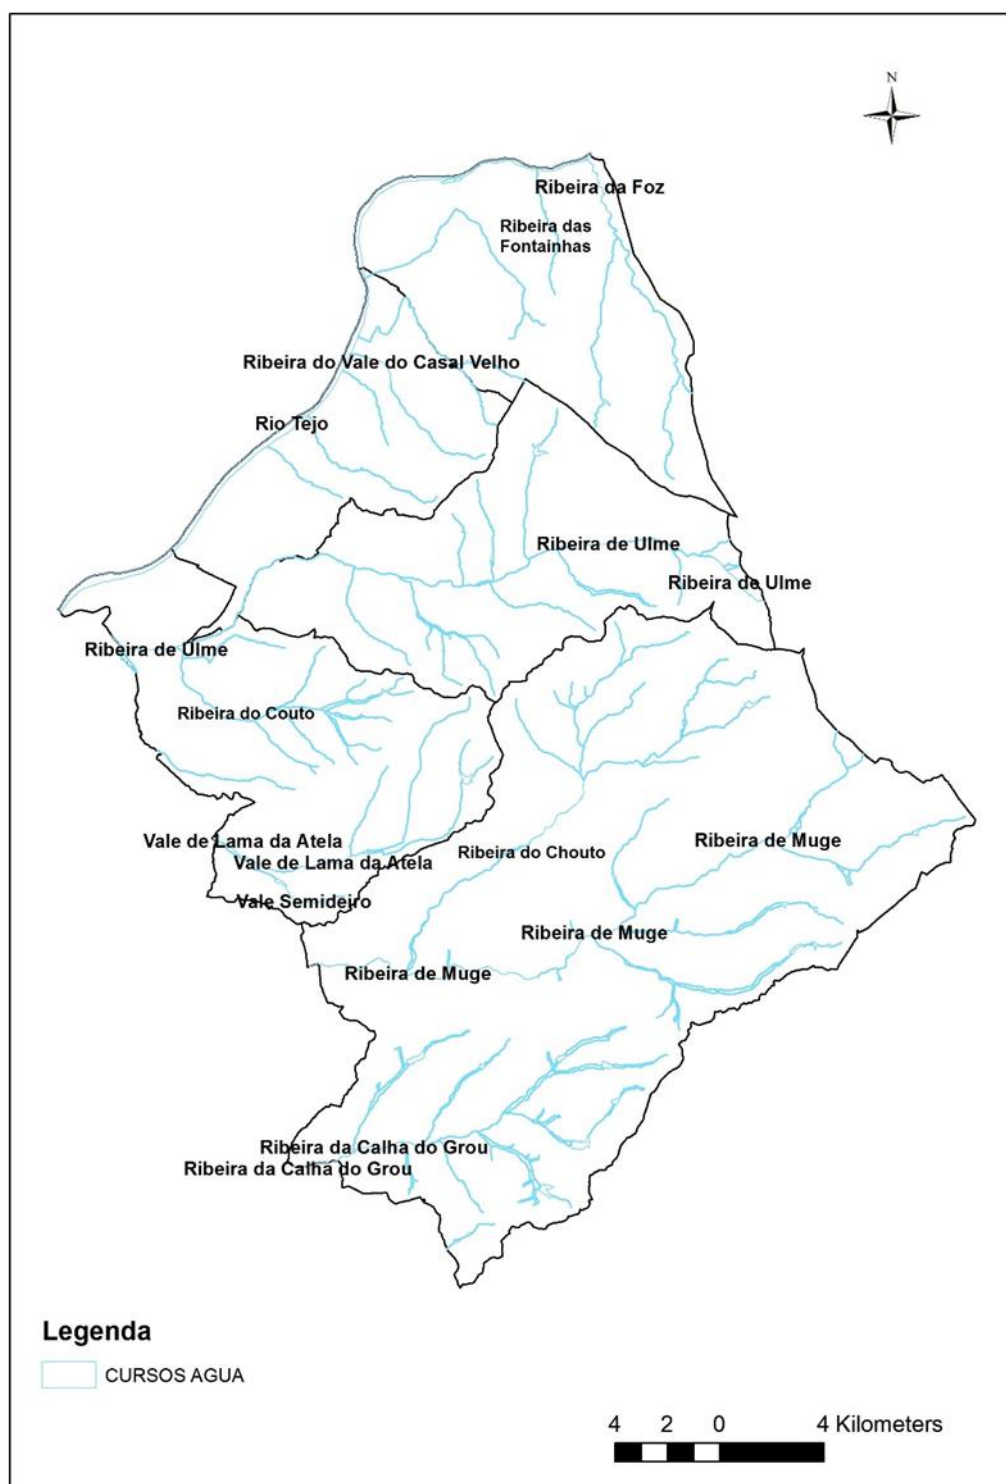 N
Ribeira da Foz
Ribeira das
Fontainhas
Ribeira do Vale do Casal Velho
Rio Tejo
Ribeira de Ulme
Ribeira de Ulme
Ribeira de Ulme
Ribeira do Couto
Vale de Lama da Atela
Ribeira de Muge
Ribeira do Chouto
Vale de Lama da Atela
Vale Semideiro
Ribeira de Muge
Ribeira de Muge
Ribeira da Calha do Grou
Ribeira da Calha do Grou
Legenda
CURSOS AGUA
4 2 0 4 Kilometers